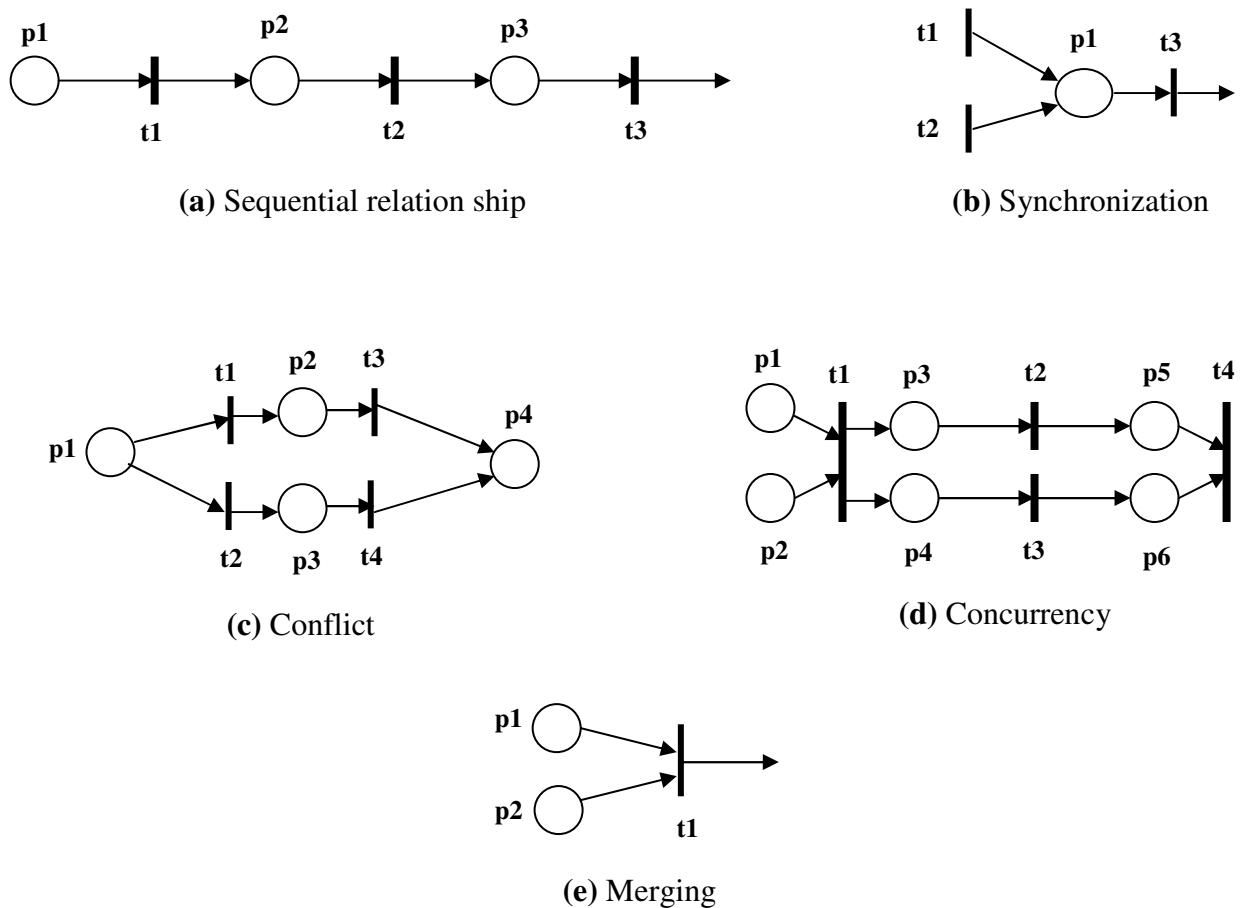 p1
p2
p3
t1
t2
t3
(a) Sequential relation ship
t1
p1
t3
t2
(b) Synchronization
t1
p2
t3
p1
p4
t2
p3
t4
(c) Conflict
p1
t1
p3
t2
p5
t4
p2
p4
t3
p6
(d) Concurrency
p1
p2
t1
(e) Merging